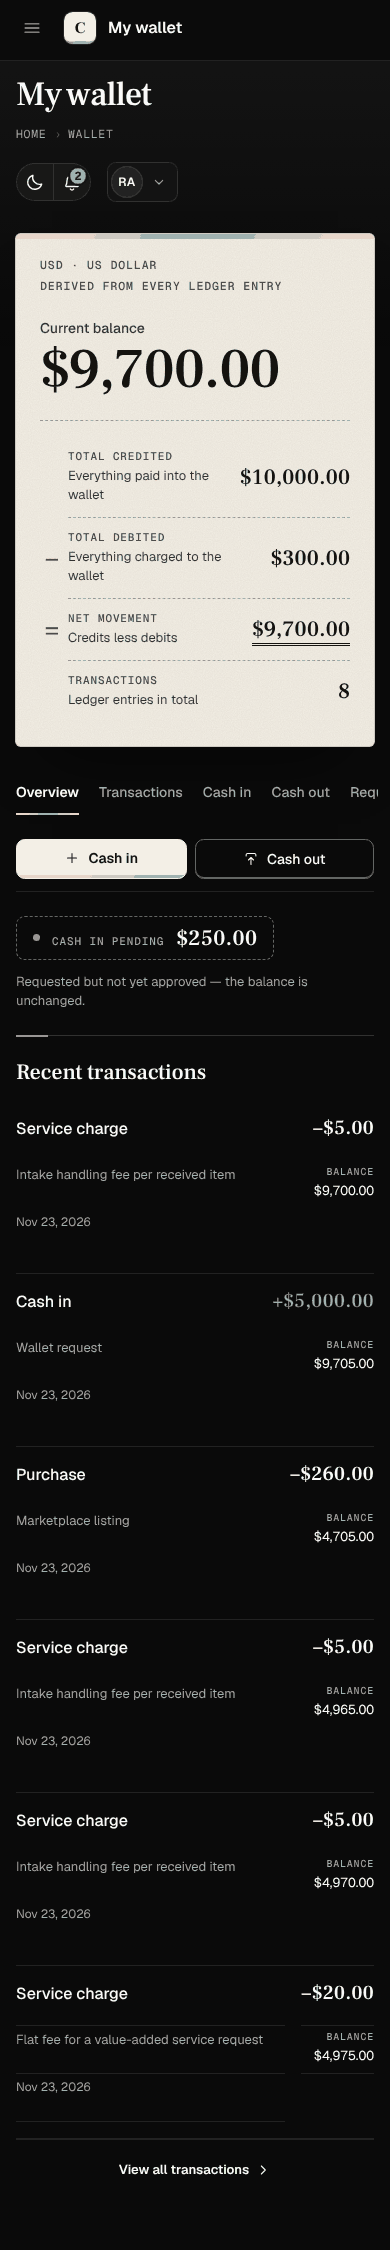 C My wallet
My wallet
HOME › WALLET
2 RA
USD · US DOLLAR
DERIVED FROM EVERY LEDGER ENTRY
Current balance
$9,700.00
TOTAL CREDITED
Everything paid into the
wallet
$10,000.00
TOTAL DEBITED
— Everything charged to the
wallet
$300.00
NET MOVEMENT
= Credits less debits
$9,700.00
TRANSACTIONS
Ledger entries in total
8
Overview Transactions Cash in Cash out Requ
+ Cash in Cash out
CASH IN PENDING $250.00
Requested but not yet approved — the balance is
unchanged.
Recent transactions
Service charge –$5.00
Intake handling fee per received item BALANCE
$9,700.00
Nov 23, 2026
Cash in +$5,000.00
Wallet request BALANCE
$9,705.00
Nov 23, 2026
Purchase –$260.00
Marketplace listing BALANCE
$4,705.00
Nov 23, 2026
Service charge –$5.00
Intake handling fee per received item BALANCE
$4,965.00
Nov 23, 2026
Service charge –$5.00
Intake handling fee per received item BALANCE
$4,970.00
Nov 23, 2026
Service charge –$20.00
Flat fee for a value-added service request BALANCE
$4,975.00
Nov 23, 2026
View all transactions